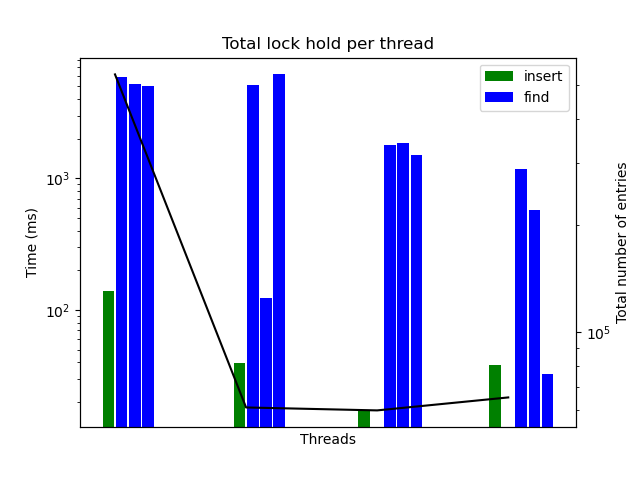 Total lock hold per thread
insert
find
10³
10²
10⁵
Time (ms)
Total number of entries
Threads